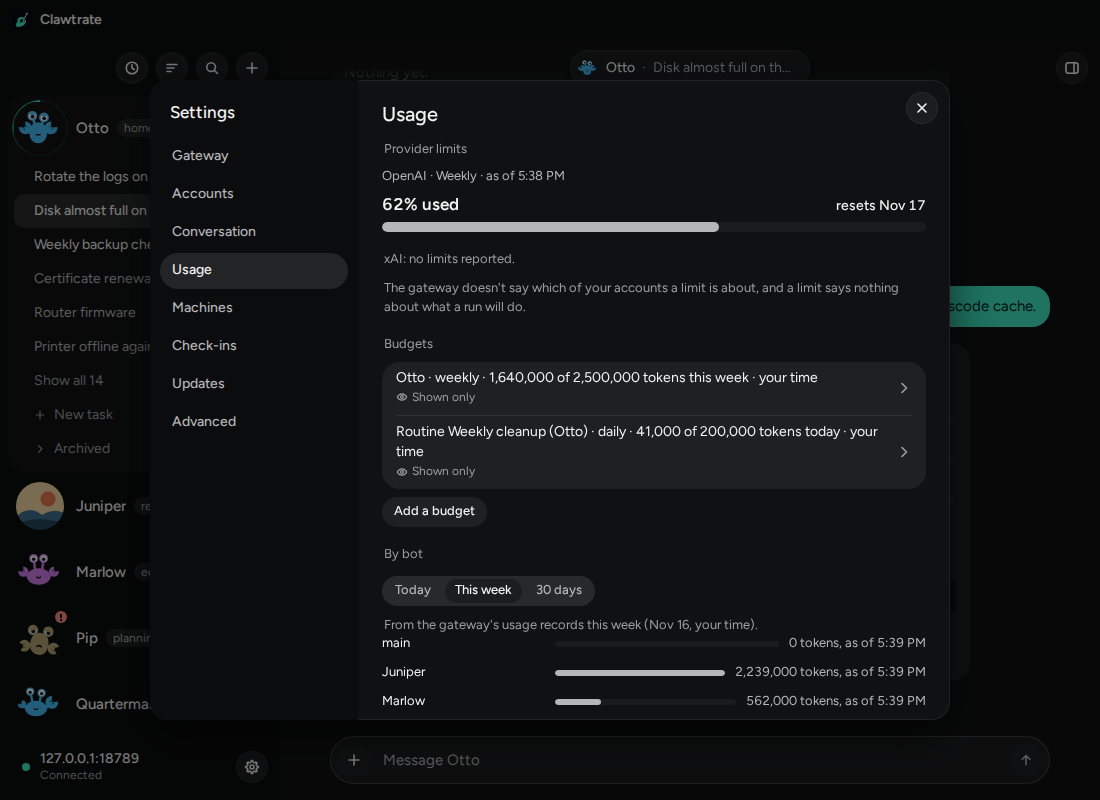 Clawtrate
Nothing yet.
Otto · Disk almost full on th...
Otto
Rotate the logs on
Disk almost full on
Weekly backup che
Certificate renewa
Router firmware
Printer offline again
Show all 14
+ New task
Archived
Juniper
Marlow
Pip plannin
Quarterma
127.0.0.1:18789
Connected
Settings
Gateway
Accounts
Conversation
Usage
Machines
Check-ins
Updates
Advanced
Usage
Provider limits
OpenAI · Weekly · as of 5:38 PM
62% used resets Nov 17
xAI: no limits reported.
The gateway doesn't say which of your accounts a limit is about, and a limit says nothing
about what a run will do.
Budgets
Otto · weekly · 1,640,000 of 2,500,000 tokens this week · your time
Shown only
Routine Weekly cleanup (Otto) · daily · 41,000 of 200,000 tokens today · your
time
Shown only
Add a budget
By bot
Today This week 30 days
From the gateway's usage records this week (Nov 16, your time).
main 0 tokens, as of 5:39 PM
Juniper 2,239,000 tokens, as of 5:39 PM
Marlow 562,000 tokens, as of 5:39 PM
scode cache.
Message Otto